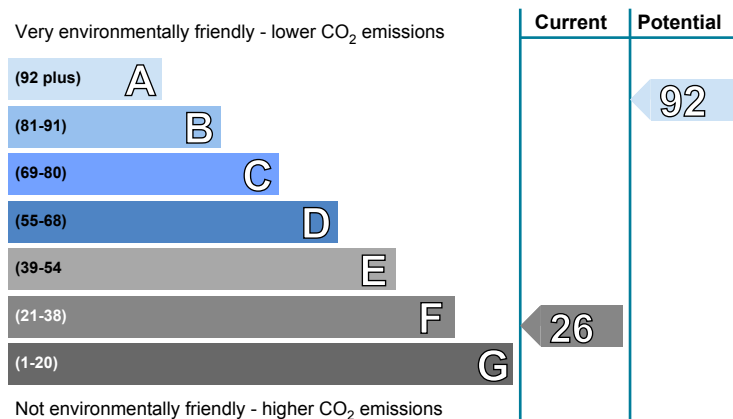 Current Potential
Very environmentally friendly - lower CO2 emissions
(92 plus) A
92
(81-91) B
(69-80) C
(55-68) D
(39-54 E
(21-38) F
26
(1-20) G
Not environmentally friendly - higher CO2 emissions